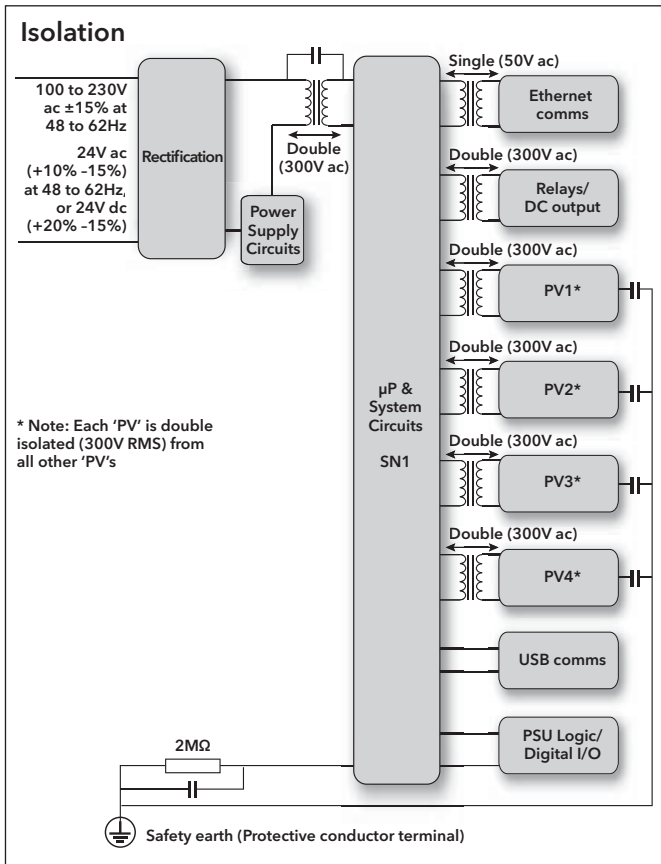 Isolation
100 to 230V
ac ±15% at
48 to 62Hz
24V ac
(+10% -15%)
at 48 to 62Hz,
or 24V dc
(+20% -15%)
Rectification
Power
Supply
Circuits
Double
(300V ac)
* Note: Each ‘PV’ is double
isolated (300V RMS) from
all other ‘PV’s
µP &
System
Circuits
SN1
Single (50V ac)
Ethernet
comms
Double (300V ac)
Relays/
DC output
Double (300V ac)
PV1*
Double (300V ac)
PV2*
Double (300V ac)
PV3*
Double (300V ac)
PV4*
USB comms
PSU Logic/
Digital I/O
2MΩ
Safety earth (Protective conductor terminal)